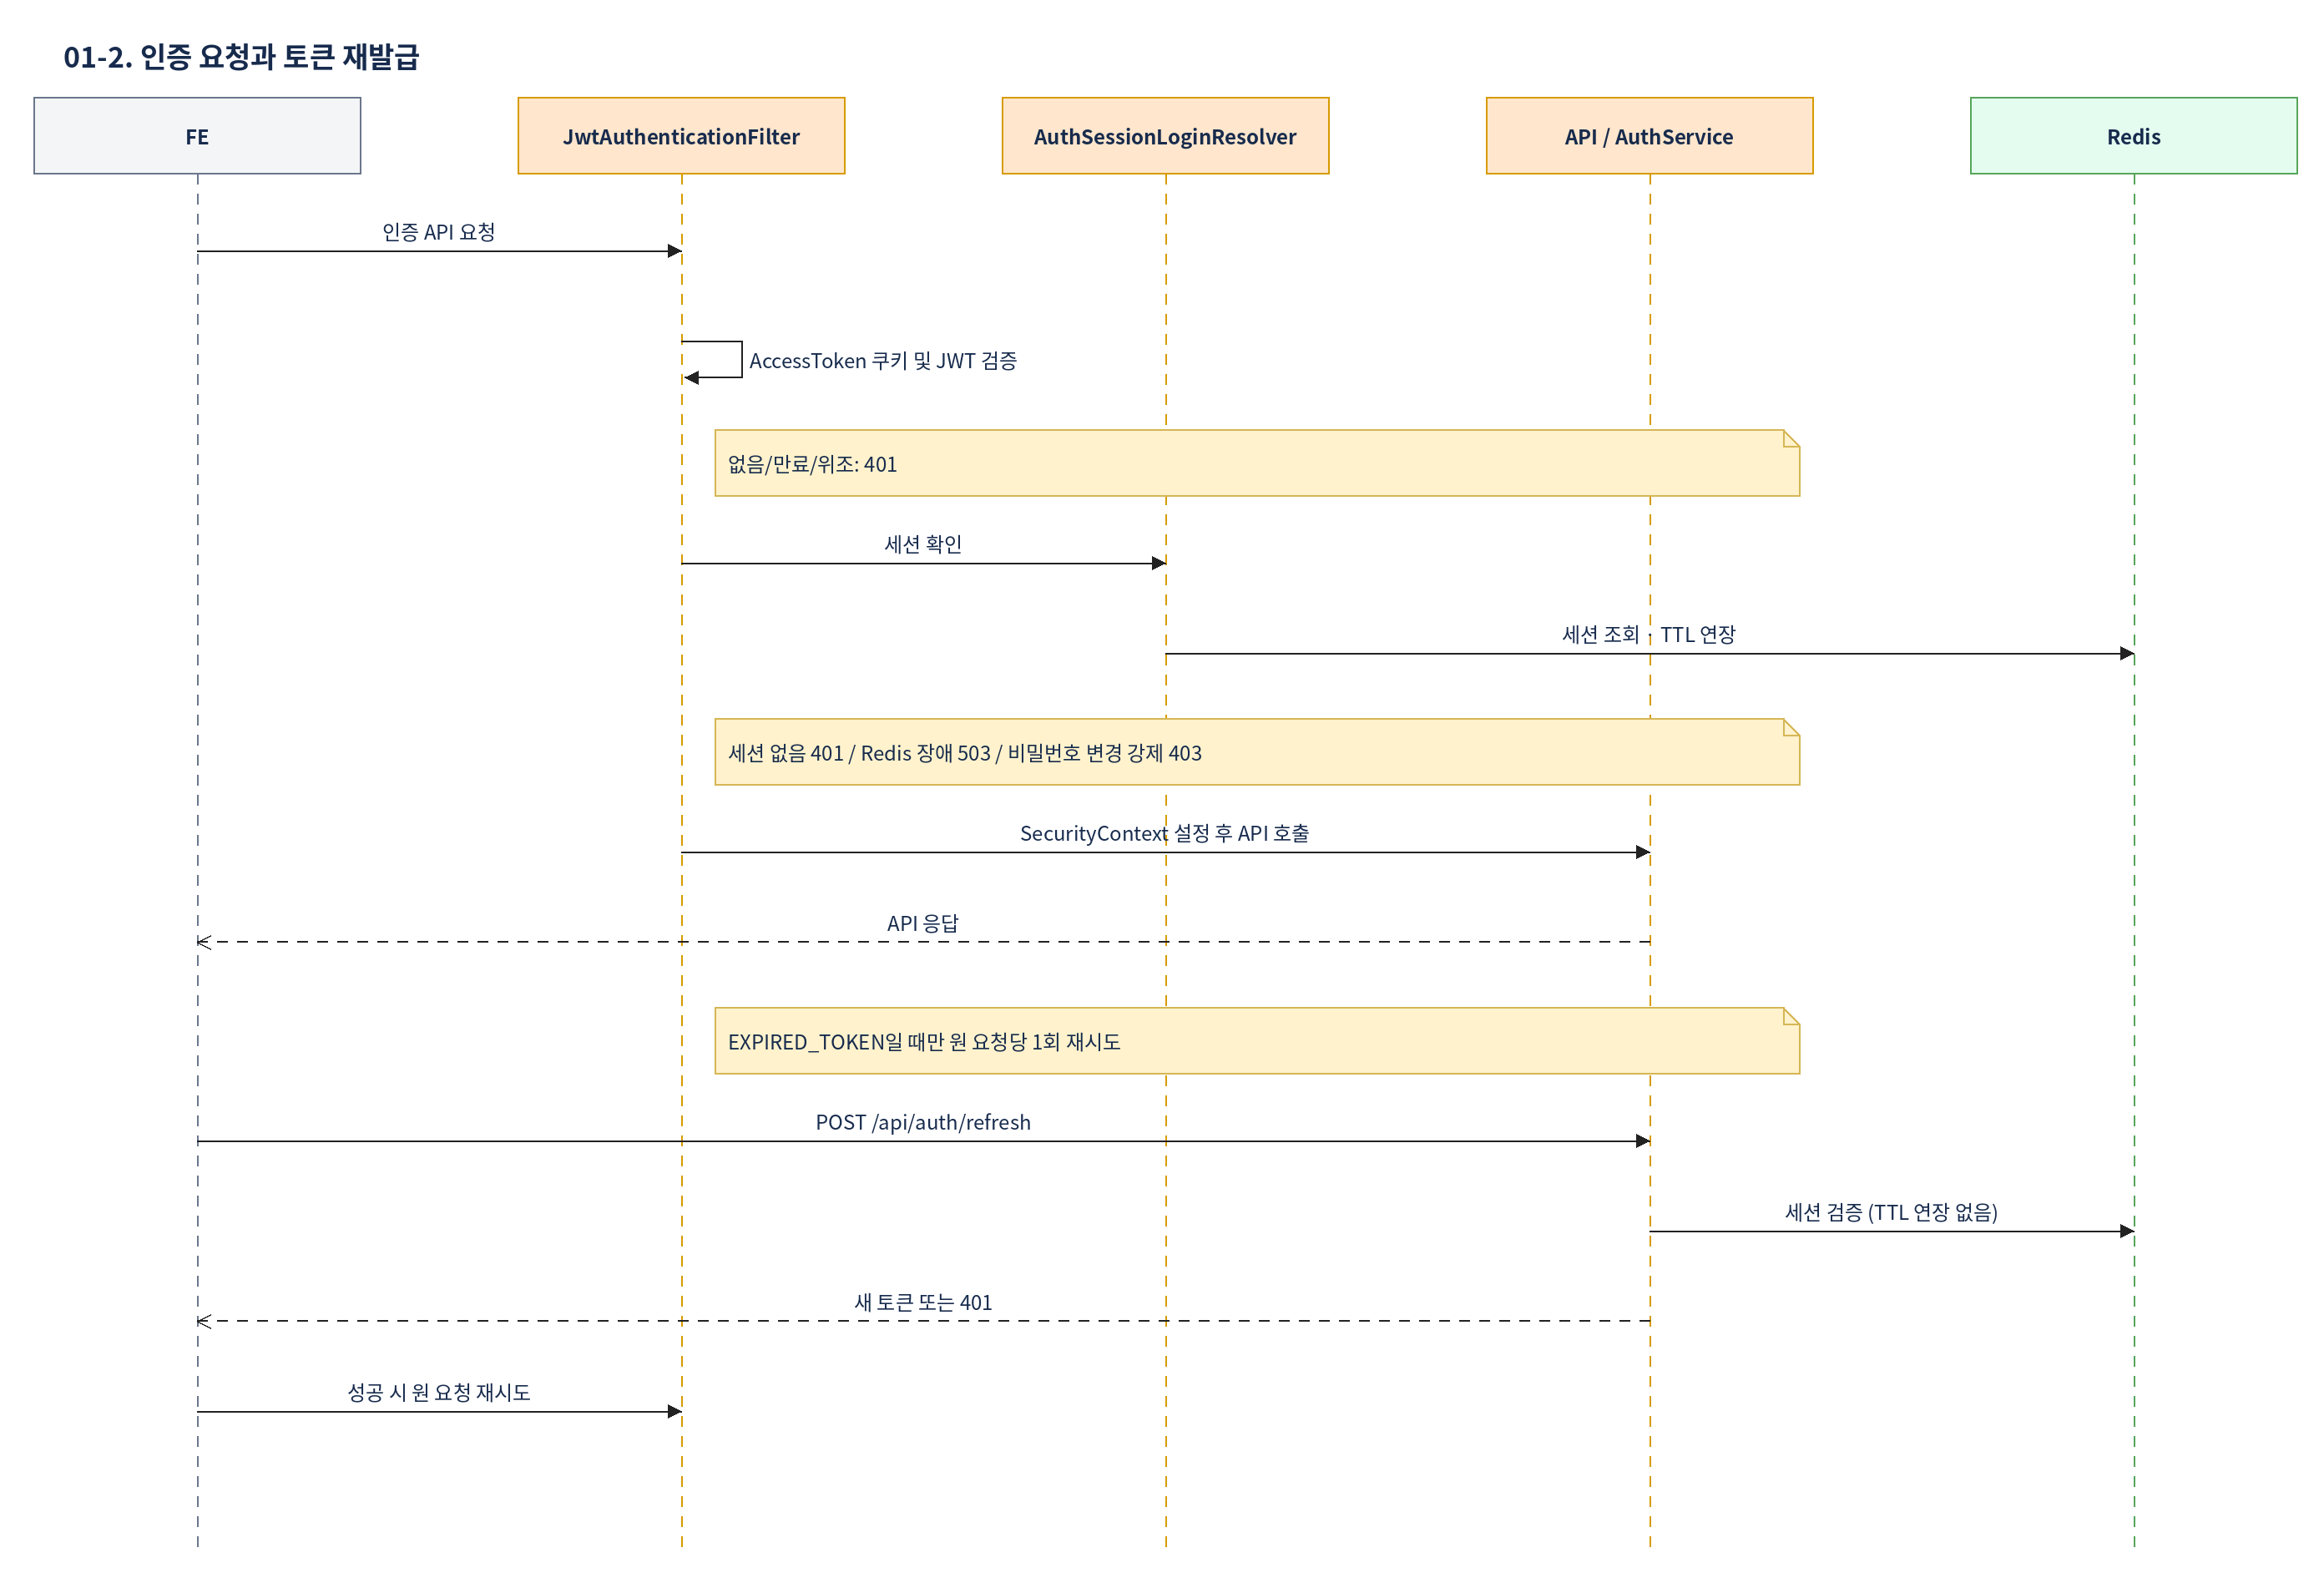 01-2. 인증 요청과 토큰 재발급
FE
JwtAuthenticationFilter
AuthSessionLoginResolver
API / AuthService
Redis
인증 API 요청
AccessToken 쿠키 및 JWT 검증
없음/만료/위조: 401
세션 확인
세션 조회 · TTL 연장
세션 없음 401 / Redis 장애 503 / 비밀번호 변경 강제 403
SecurityContext 설정 후 API 호출
API 응답
EXPIRED_TOKEN일 때만 원 요청당 1회 재시도
POST /api/auth/refresh
세션 검증 (TTL 연장 없음)
새 토큰 또는 401
성공 시 원 요청 재시도